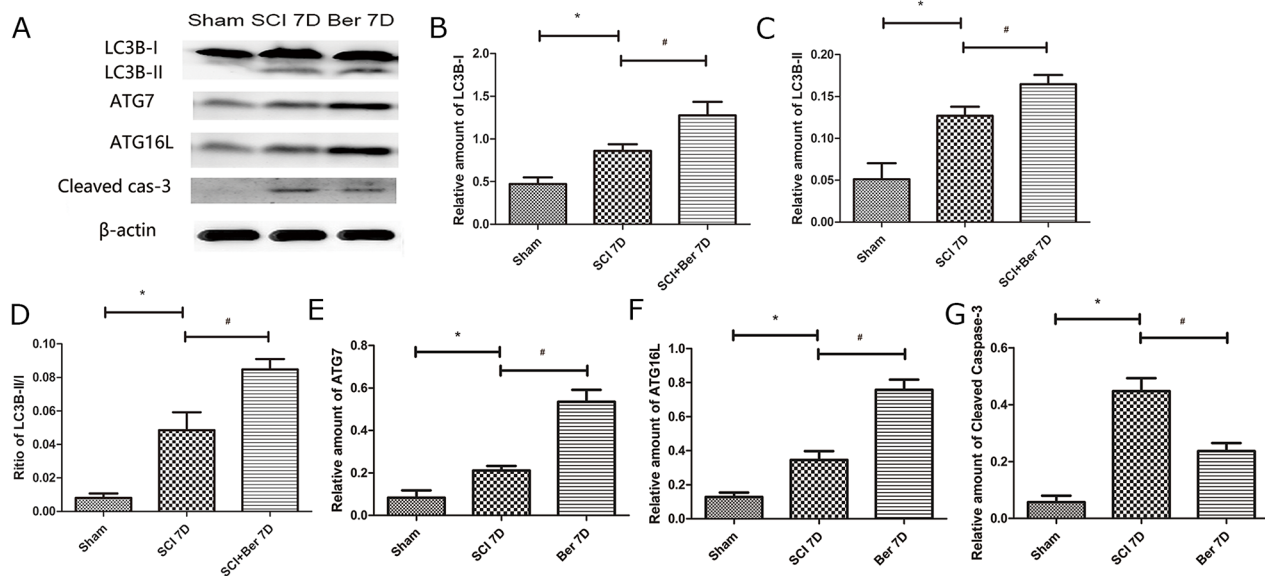 A
Sham SCI 7D Ber 7D
LC3B-I
LC3B-II
ATG7
ATG16L
Cleaved cas-3
β-actin
B
*
#
Relative amount of LC3B-I
2.0
1.5
1.0
0.5
0.0
Sham
SCI 7D
SCI+Ber 7D
C
*
#
Relative amount of LC3B-II
0.20
0.15
0.10
0.05
0.00
Sham
SCI 7D
SCI+Ber 7D
D
*
#
Ritio of LC3B-II/I
0.10
0.08
0.06
0.04
0.02
0.00
Sham
SCI 7D
SCI+Ber 7D
E
*
#
Relative amount of ATG7
0.8
0.6
0.4
0.2
0.0
Sham
SCI 7D
Ber 7D
F
*
#
Relative amount of ATG16L
1.0
0.8
0.6
0.4
0.2
0.0
Sham
SCI 7D
Ber 7D
G
*
#
Relative amount of Cleaved Caspase-3
0.6
0.4
0.2
0.0
Sham
SCI 7D
Ber 7D